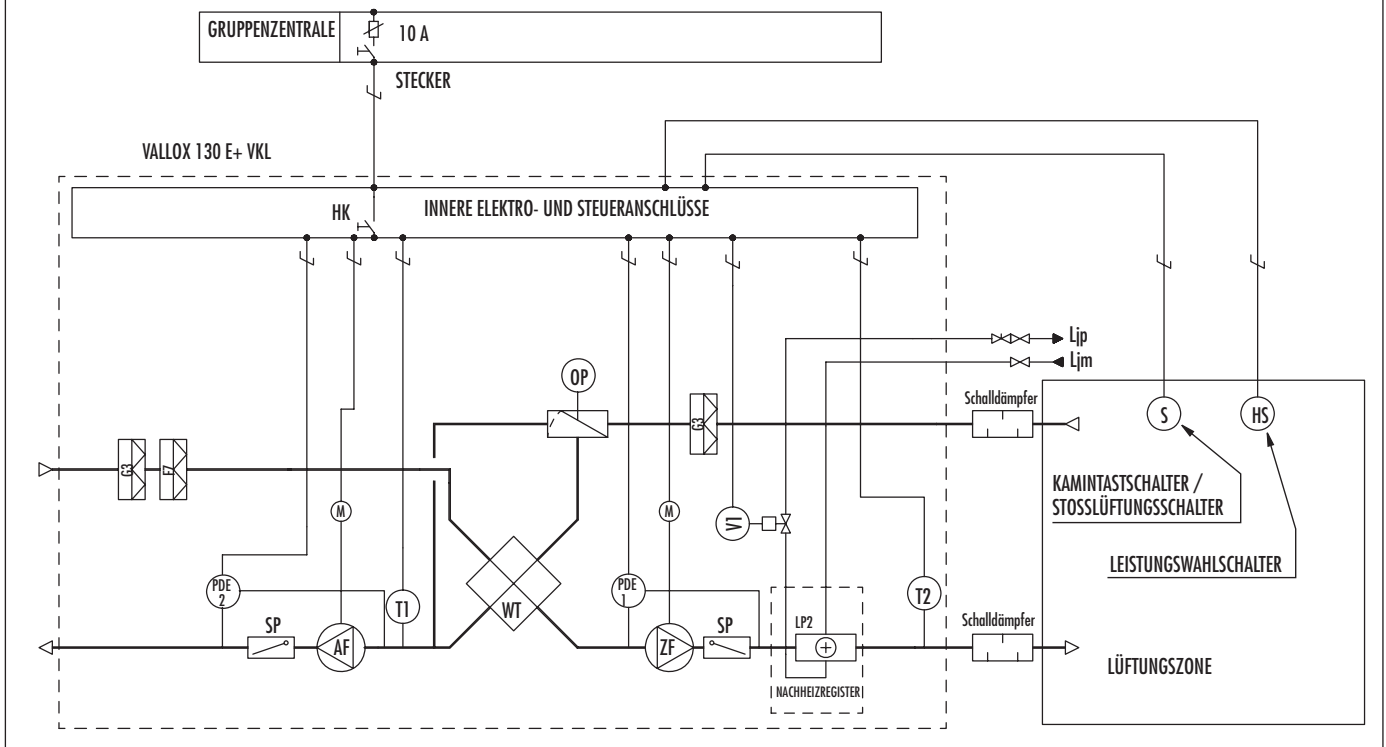 GRUPPENZENTRALE
10 A
STECKER
VALLOX 130 E+ VKL
HK
INNERE ELEKTRO- UND STEUERANSCHLÜSSE
Ljp
Ljm
OP
Schalldämpfer
S
HS
G3
F7
G3
KAMINTASTSCHALTER /
STOSSLÜFTUNGSSCHALTER
M
M
V1
LEISTUNGSWAHLSCHALTER
PDE
2
T1
WT
PDE
1
T2
SP
AF
ZF
SP
LP2
Schalldämpfer
LÜFTUNGSZONE
NACHHEIZREGISTER